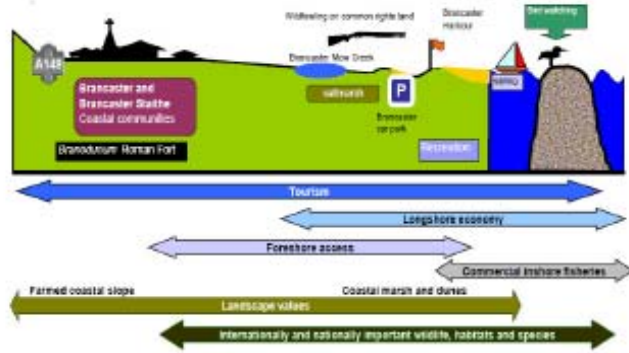 Wildfowling on common rights land
Brancaster
Harbour
Bird watching
A149
Brancaster Mow Creek
Brancaster and
Brancaster Staithe
Coastal communities
saltmarsh
P
Brancaster
car park
Branodunum Roman Fort
Recreation
Tourism
Longshore economy
Foreshore access
Commercial inshore fisheries
Farmed coastal slope
Coastal marsh and dunes
Landscape values
Internationally and nationally important wildlife, habitats and species